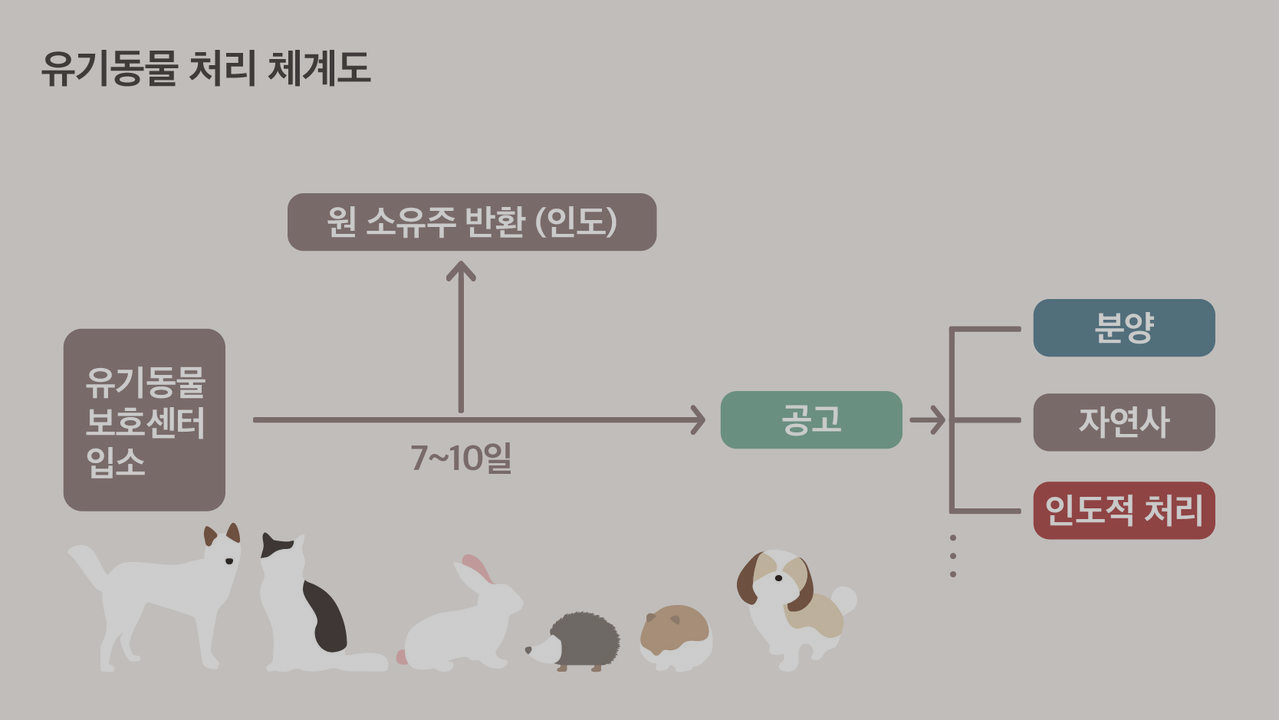 유기동물 처리 체계도
원 소유주 반환 (인도)
유기동물
보호센터
입소
7~10일
공고
분양
자연사
인도적 처리